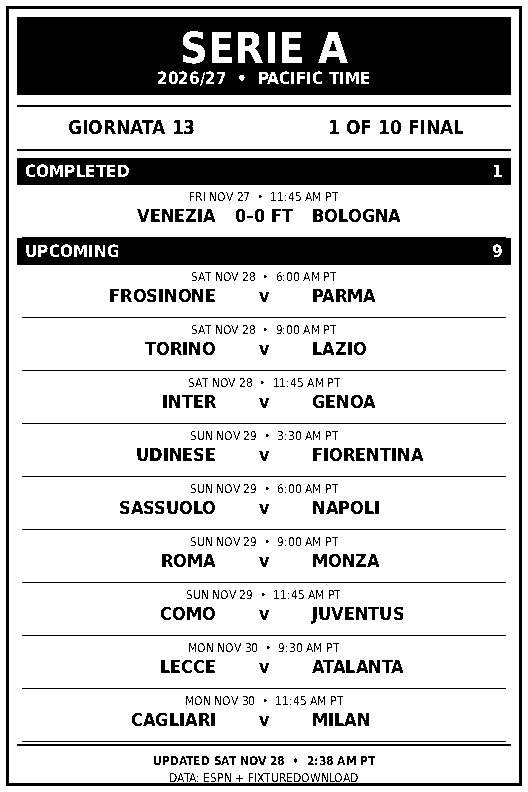 SERIE A
2026/27 • PACIFIC TIME
GIORNATA 13 1 OF 10 FINAL
COMPLETED 1
FRI NOV 27 • 11:45 AM PT
VENEZIA 0-0 FT BOLOGNA
UPCOMING 9
SAT NOV 28 • 6:00 AM PT
FROSINONE v PARMA
SAT NOV 28 • 9:00 AM PT
TORINO v LAZIO
SAT NOV 28 • 11:45 AM PT
INTER v GENOA
SUN NOV 29 • 3:30 AM PT
UDINESE v FIORENTINA
SUN NOV 29 • 6:00 AM PT
SASSUOLO v NAPOLI
SUN NOV 29 • 9:00 AM PT
ROMA v MONZA
SUN NOV 29 • 11:45 AM PT
COMO v JUVENTUS
MON NOV 30 • 9:30 AM PT
LECCE v ATALANTA
MON NOV 30 • 11:45 AM PT
CAGLIARI v MILAN
UPDATED SAT NOV 28 • 2:38 AM PT
DATA: ESPN + FIXTUREDOWNLOAD